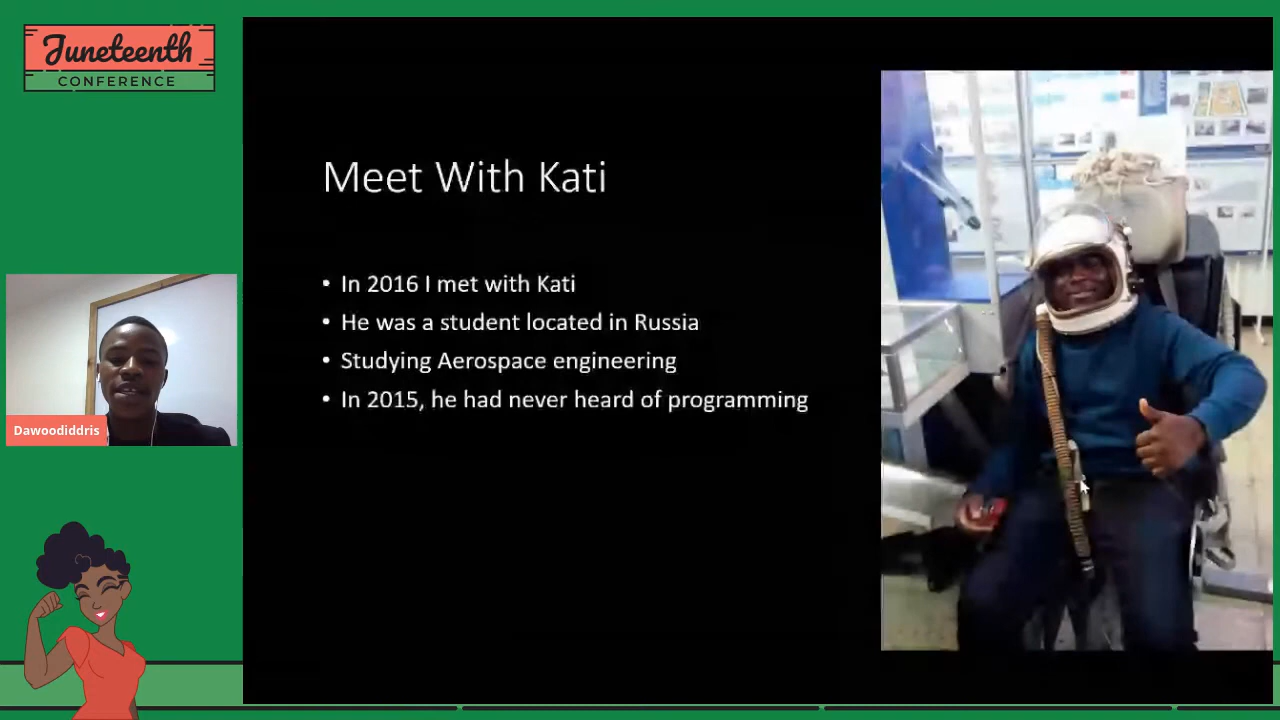 Juneteenth
CONFERENCE
Meet With Kati
• In 2016 I met with Kati
• He was a student located in Russia
• Studying Aerospace engineering
• In 2015, he had never heard of programming
Dawoodiddris